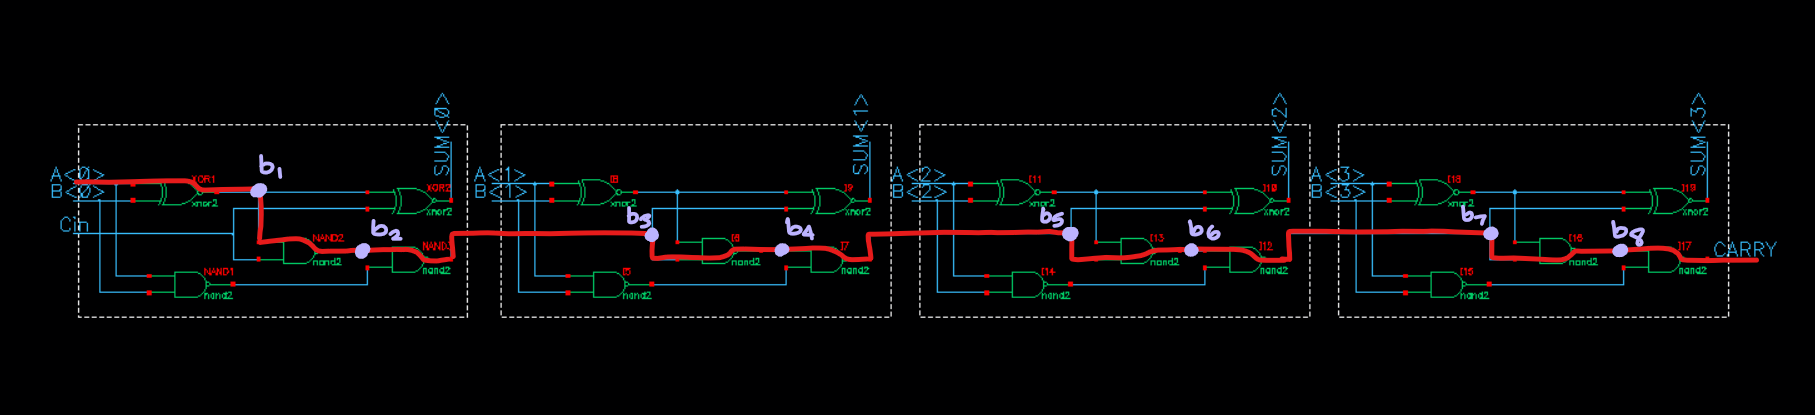 SUM<0>
SUM<1>
SUM<2>
SUM<3>
A<0>
B<0>
Cin
XOR1
xnor2
b1
XOR2
xnor2
NAND2
nand2
b2
NAND3
nand2
NAND1
nand2
A<1>
B<1>
I8
xnor2
b3
I9
xnor2
I6
nand2
b4
I7
nand2
I5
nand2
A<2>
B<2>
I11
xnor2
b5
I10
xnor2
I13
nand2
b6
I12
nand2
I14
nand2
A<3>
B<3>
I18
xnor2
b7
I19
xnor2
I16
nand2
b8
I17
nand2
I15
nand2
CARRY